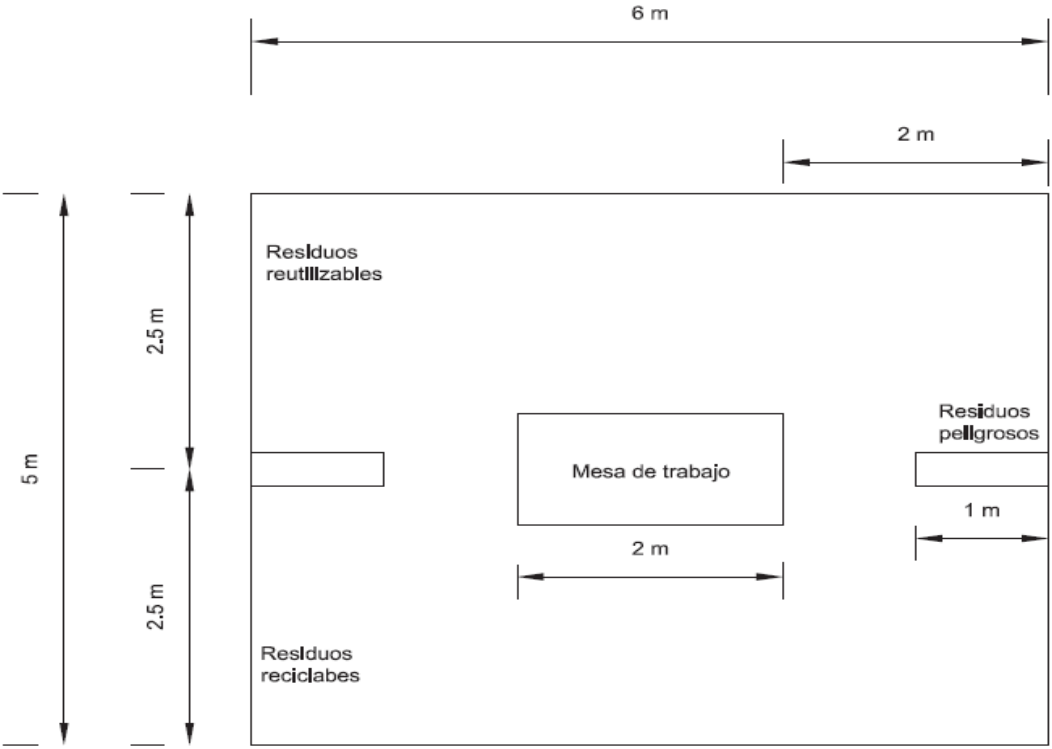 6 m
2 m
Residuos
reutilizables
2.5 m
5 m
Residuos
peligrosos
Mesa de trabajo
1 m
2 m
2.5 m
Residuos
reciclabes